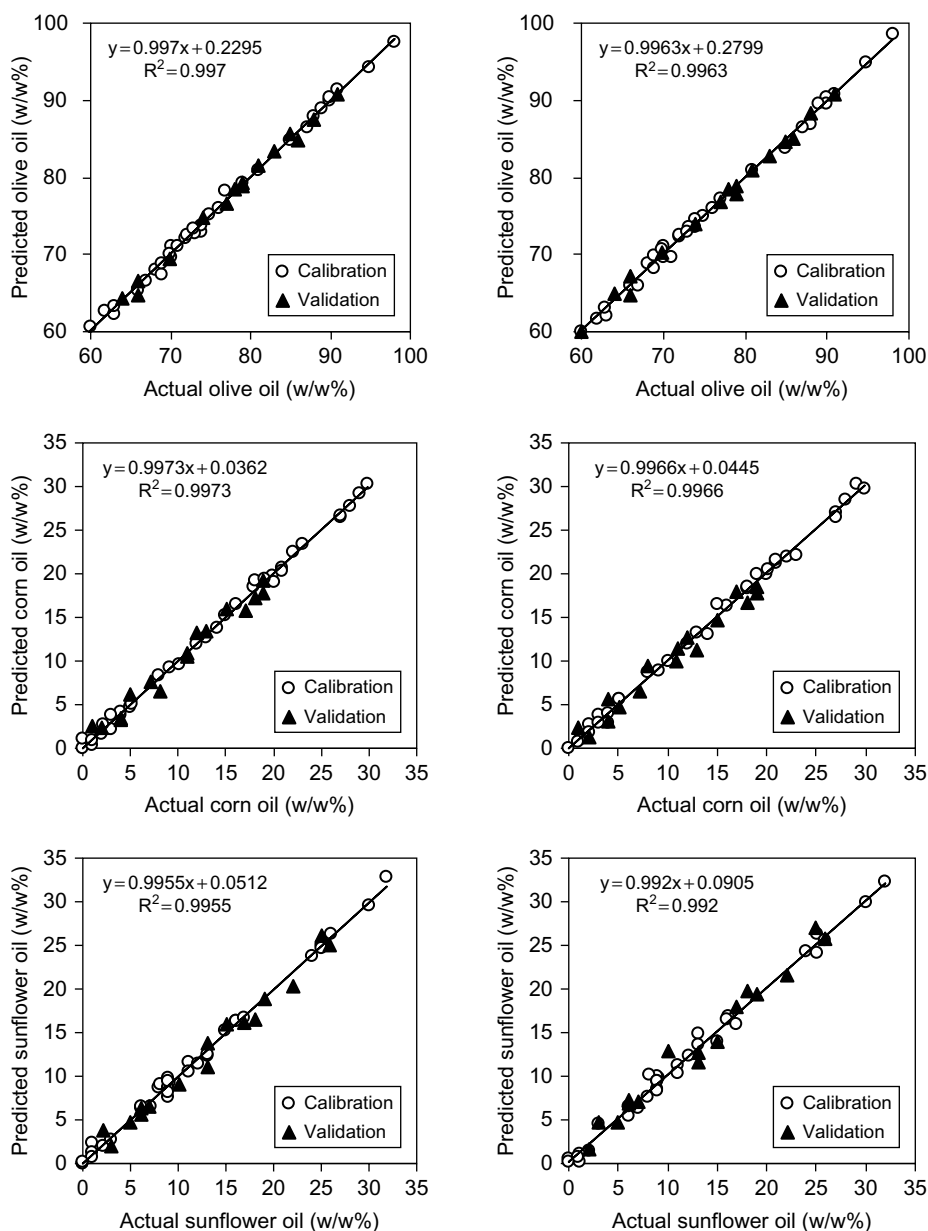 y=0.997x+0.2295
R²=0.997
100
90
80
70
60
Predicted olive oil (w/w%)
Calibration
Validation
60 70 80 90 100
Actual olive oil (w/w%)
y=0.9963x+0.2799
R²=0.9963
100
90
80
70
60
Predicted olive oil (w/w%)
Calibration
Validation
60 70 80 90 100
Actual olive oil (w/w%)
y=0.9973x+0.0362
R²=0.9973
35
30
25
20
15
10
5
0
Predicted corn oil (w/w%)
Calibration
Validation
0 5 10 15 20 25 30 35
Actual corn oil (w/w%)
y=0.9966x+0.0445
R²=0.9966
35
30
25
20
15
10
5
0
Predicted corn oil (w/w%)
Calibration
Validation
0 5 10 15 20 25 30 35
Actual corn oil (w/w%)
y=0.9955x+0.0512
R²=0.9955
35
30
25
20
15
10
5
0
Predicted sunflower oil (w/w%)
Calibration
Validation
0 5 10 15 20 25 30 35
Actual sunflower oil (w/w%)
y=0.992x+0.0905
R²=0.992
35
30
25
20
15
10
5
0
Predicted sunflower oil (w/w%)
Calibration
Validation
0 5 10 15 20 25 30 35
Actual sunflower oil (w/w%)